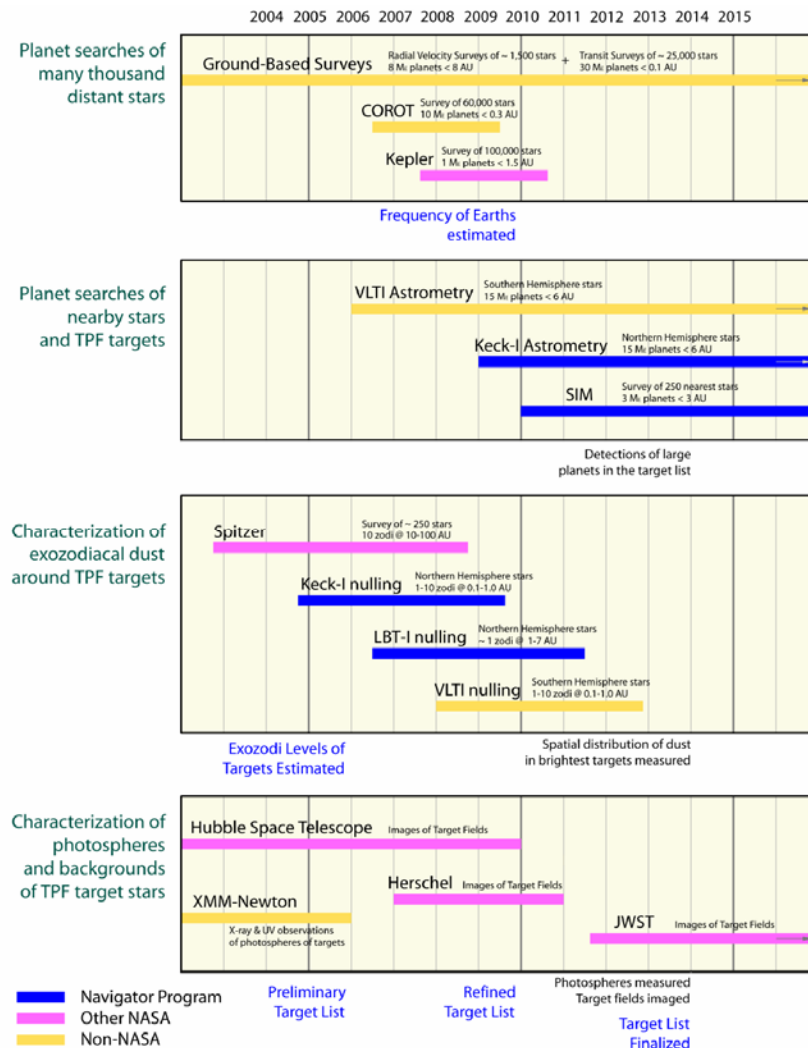 2004 2005 2006 2007 2008 2009 2010 2011 2012 2013 2014 2015
Planet searches of
many thousand
distant stars
Ground-Based Surveys
Radial Velocity Surveys of ~ 1,500 stars
8 ME planets < 8 AU
+
Transit Surveys of ~ 25,000 stars
30 ME planets < 0.1 AU
COROT
Survey of 60,000 stars
10 ME planets < 0.3 AU
Kepler
Survey of 100,000 stars
1 ME planets < 1.5 AU
Frequency of Earths
estimated
Planet searches of
nearby stars
and TPF targets
VLTI Astrometry
Southern Hemisphere stars
15 ME planets < 6 AU
Keck-I Astrometry
Northern Hemisphere stars
15 ME planets < 6 AU
SIM
Survey of 250 nearest stars
3 ME planets < 3 AU
Detections of large
planets in the target list
Characterization of
exozodiacal dust
around TPF targets
Spitzer
Survey of ~ 250 stars
10 zodi @ 10-100 AU
Keck-I nulling
Northern Hemisphere stars
1-10 zodi @ 0.1-1.0 AU
LBT-I nulling
Northern Hemisphere stars
~ 1 zodi @ 1-7 AU
VLTI nulling
Southern Hemisphere stars
1-10 zodi @ 0.1-1.0 AU
Exozodi Levels of
Targets Estimated
Spatial distribution of dust
in brightest targets measured
Characterization of
photospheres
and backgrounds
of TPF target stars
Hubble Space Telescope
Images of Target Fields
Herschel
Images of Target Fields
XMM-Newton
X-ray & UV observations
of photospheres of targets
JWST
Images of Target Fields
Photospheres measured
Target fields imaged
Navigator Program
Other NASA
Non-NASA
Preliminary
Target List
Refined
Target List
Target List
Finalized